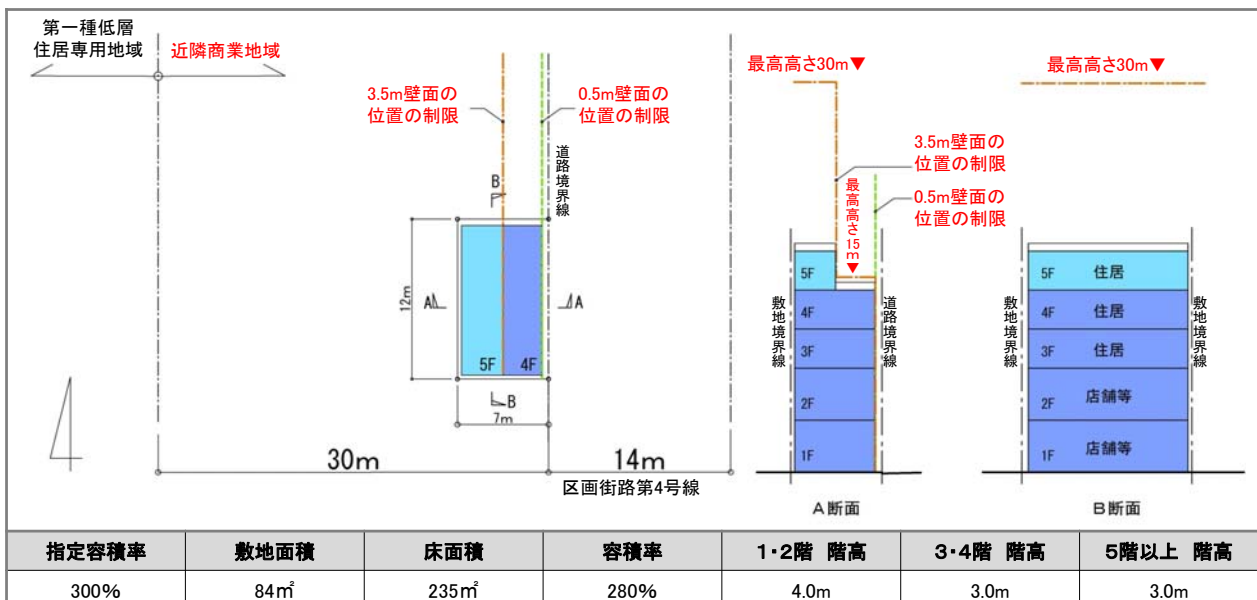 第一種低層
住居専用地域
近隣商業地域
3.5m壁面の
位置の制限
0.5m壁面の
位置の制限
道路境界線
B
A
A
12m
5F
4F
B
7m
30m
14m
区画街路第4号線
最高高さ30m▼
3.5m壁面の
位置の制限
最高高さ15m▼
0.5m壁面の
位置の制限
5F
4F
3F
2F
1F
敷地境界線
道路境界線
A断面
最高高さ30m▼
5F 住居
4F 住居
3F 住居
2F 店舗等
1F 店舗等
敷地境界線
敷地境界線
B断面
指定容積率 敷地面積 床面積 容積率 1・2階 階高 3・4階 階高 5階以上 階高
300% 84㎡ 235㎡ 280% 4.0m 3.0m 3.0m